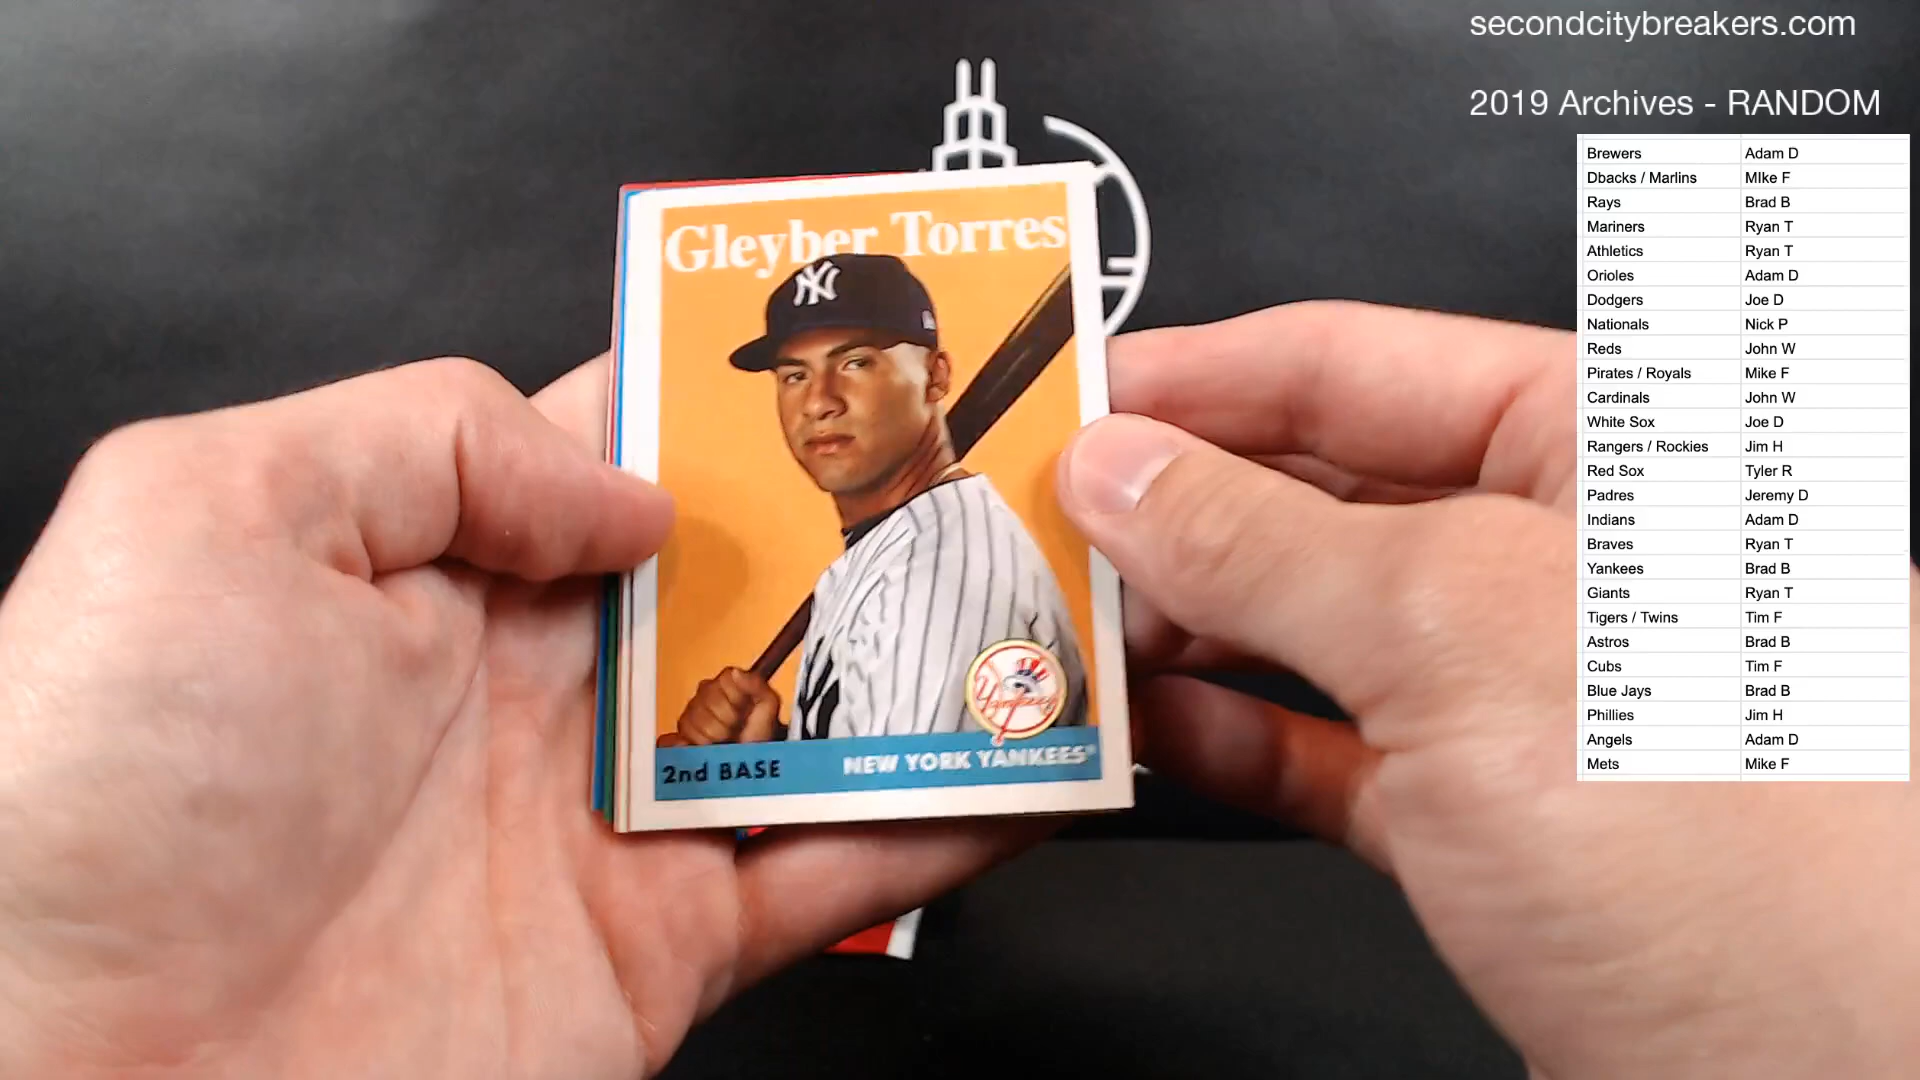 secondcitybreakers.com
2019 Archives - RANDOM
Brewers Adam D
Dbacks / Marlins MIke F
Rays Brad B
Mariners Ryan T
Athletics Ryan T
Orioles Adam D
Dodgers Joe D
Nationals Nick P
Reds John W
Pirates / Royals Mike F
Cardinals John W
White Sox Joe D
Rangers / Rockies Jim H
Red Sox Tyler R
Padres Jeremy D
Indians Adam D
Braves Ryan T
Yankees Brad B
Giants Ryan T
Tigers / Twins Tim F
Astros Brad B
Cubs Tim F
Blue Jays Brad B
Phillies Jim H
Angels Adam D
Mets Mike F
Gleyber Torres
NY
Yankees
2nd BASE NEW YORK YANKEES®